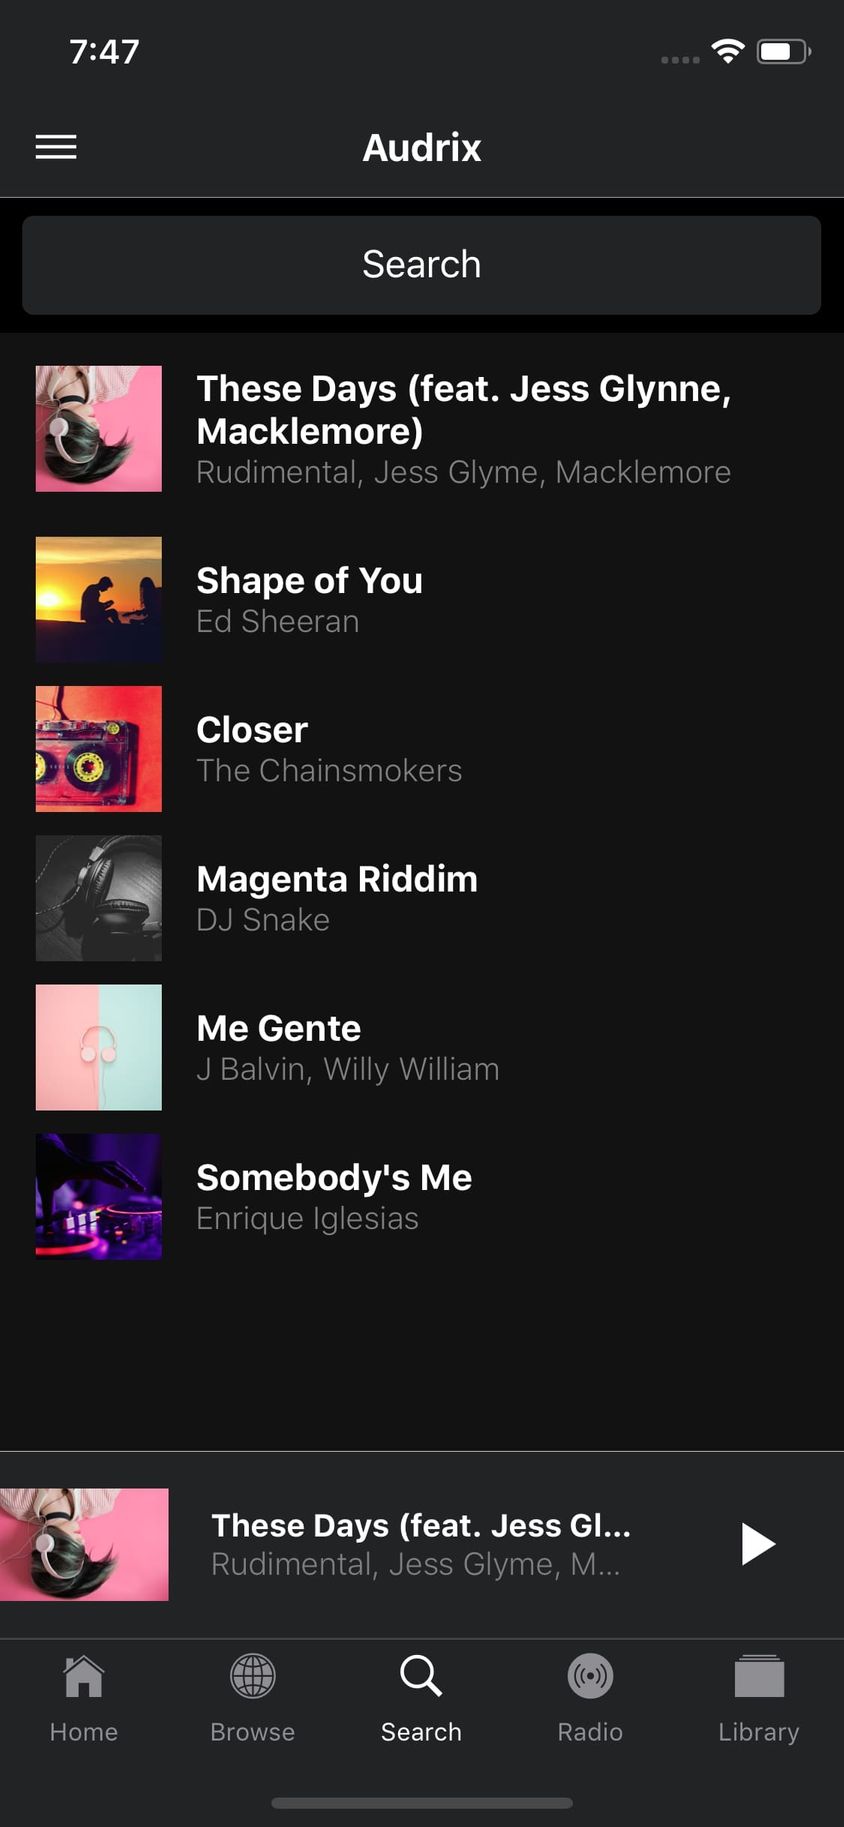 7:47
Audrix
Search
These Days (feat. Jess Glynne,
Macklemore)
Rudimental, Jess Glyme, Macklemore
Shape of You
Ed Sheeran
Closer
The Chainsmokers
Magenta Riddim
DJ Snake
Me Gente
J Balvin, Willy William
Somebody's Me
Enrique Iglesias
These Days (feat. Jess Gl...
Rudimental, Jess Glyme, M...
Home Browse Search Radio Library